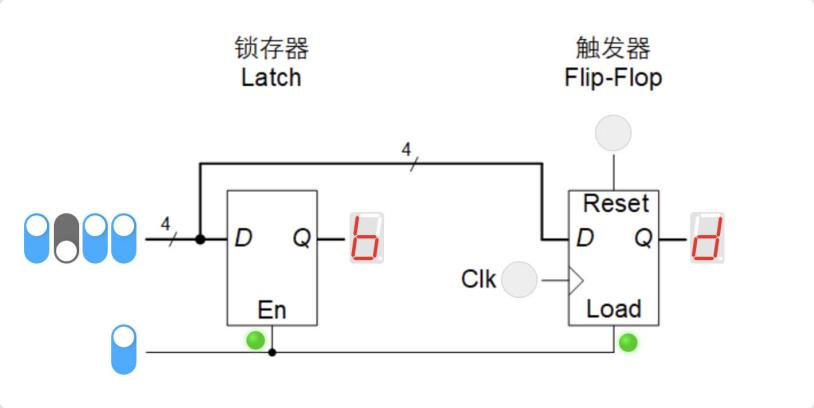 锁存器
Latch
触发器
Flip-Flop
4
4
Reset
D
Q
b
D
Q
d
Clk
En
Load